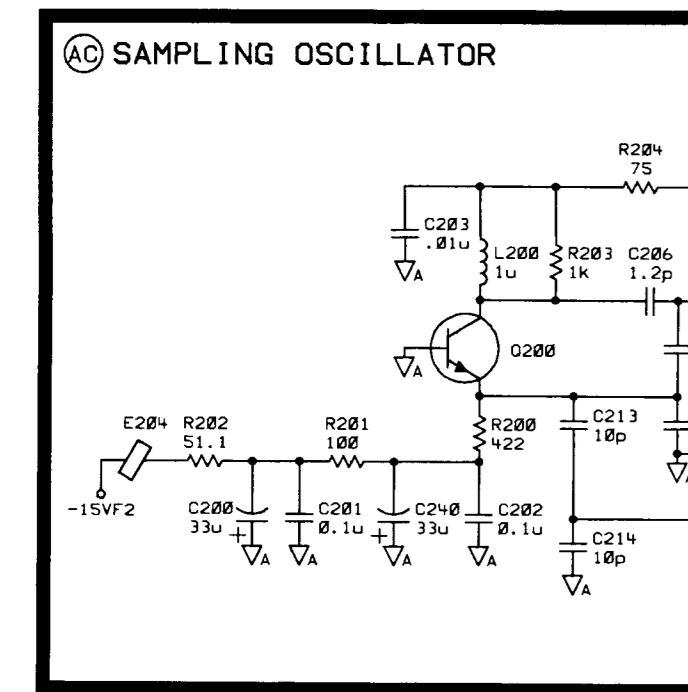 AC SAMPLING OSCILLATOR
R204
75
C203
.01u
L200
1u
R203
1k
C206
1.2p
A
Q200
A
E204
R202
51.1
R201
100
R200
422
C213
10p
A
-15VF2
C200
33u
+
C201
0.1u
C240
33u
+
C202
0.1u
C214
10p
A
A
A
A
A